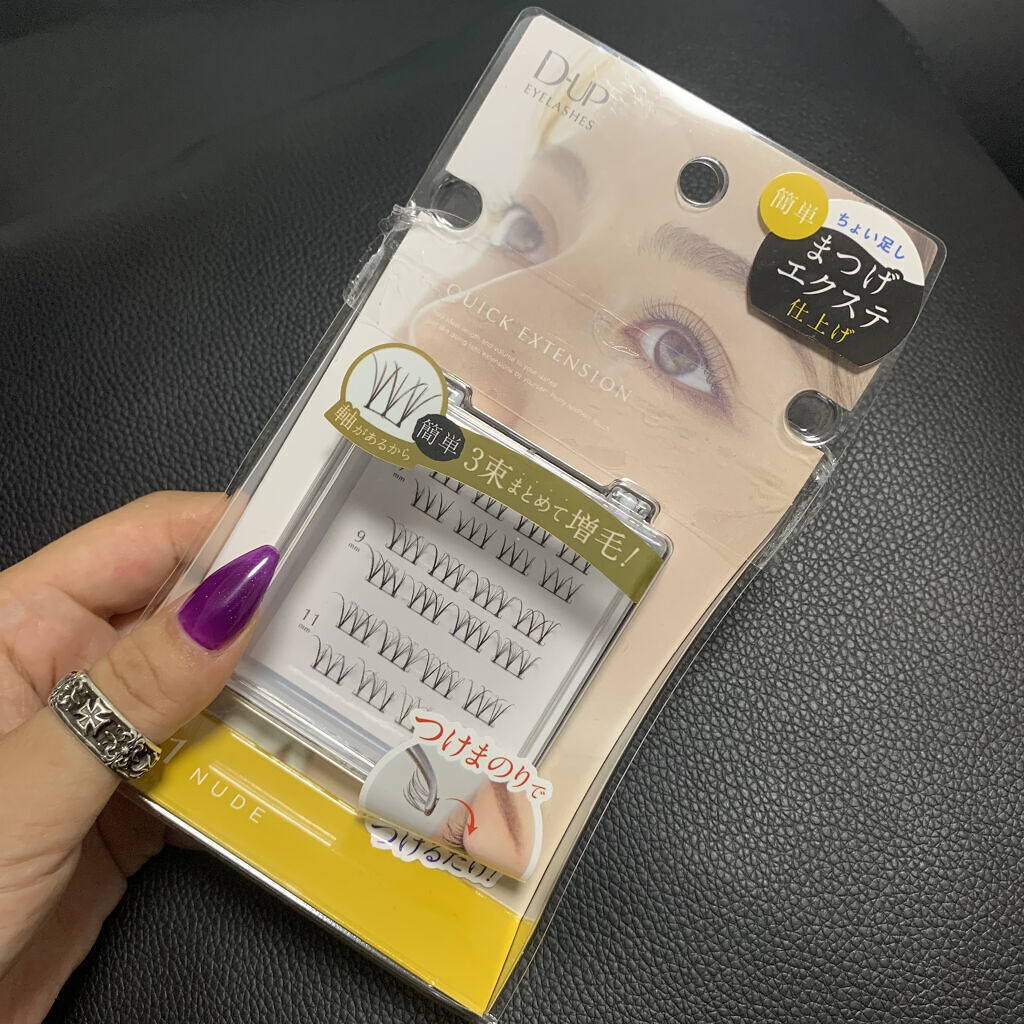 D-UP
EYELASHES
簡単
ちょい足し
まつげ
エクステ
仕上げ
QUICK EXTENSION
軸があるから
簡単
3束まとめて増毛!
mm
9
mm
11
mm
つけまのりで
つけるだけ!
1
NUDE